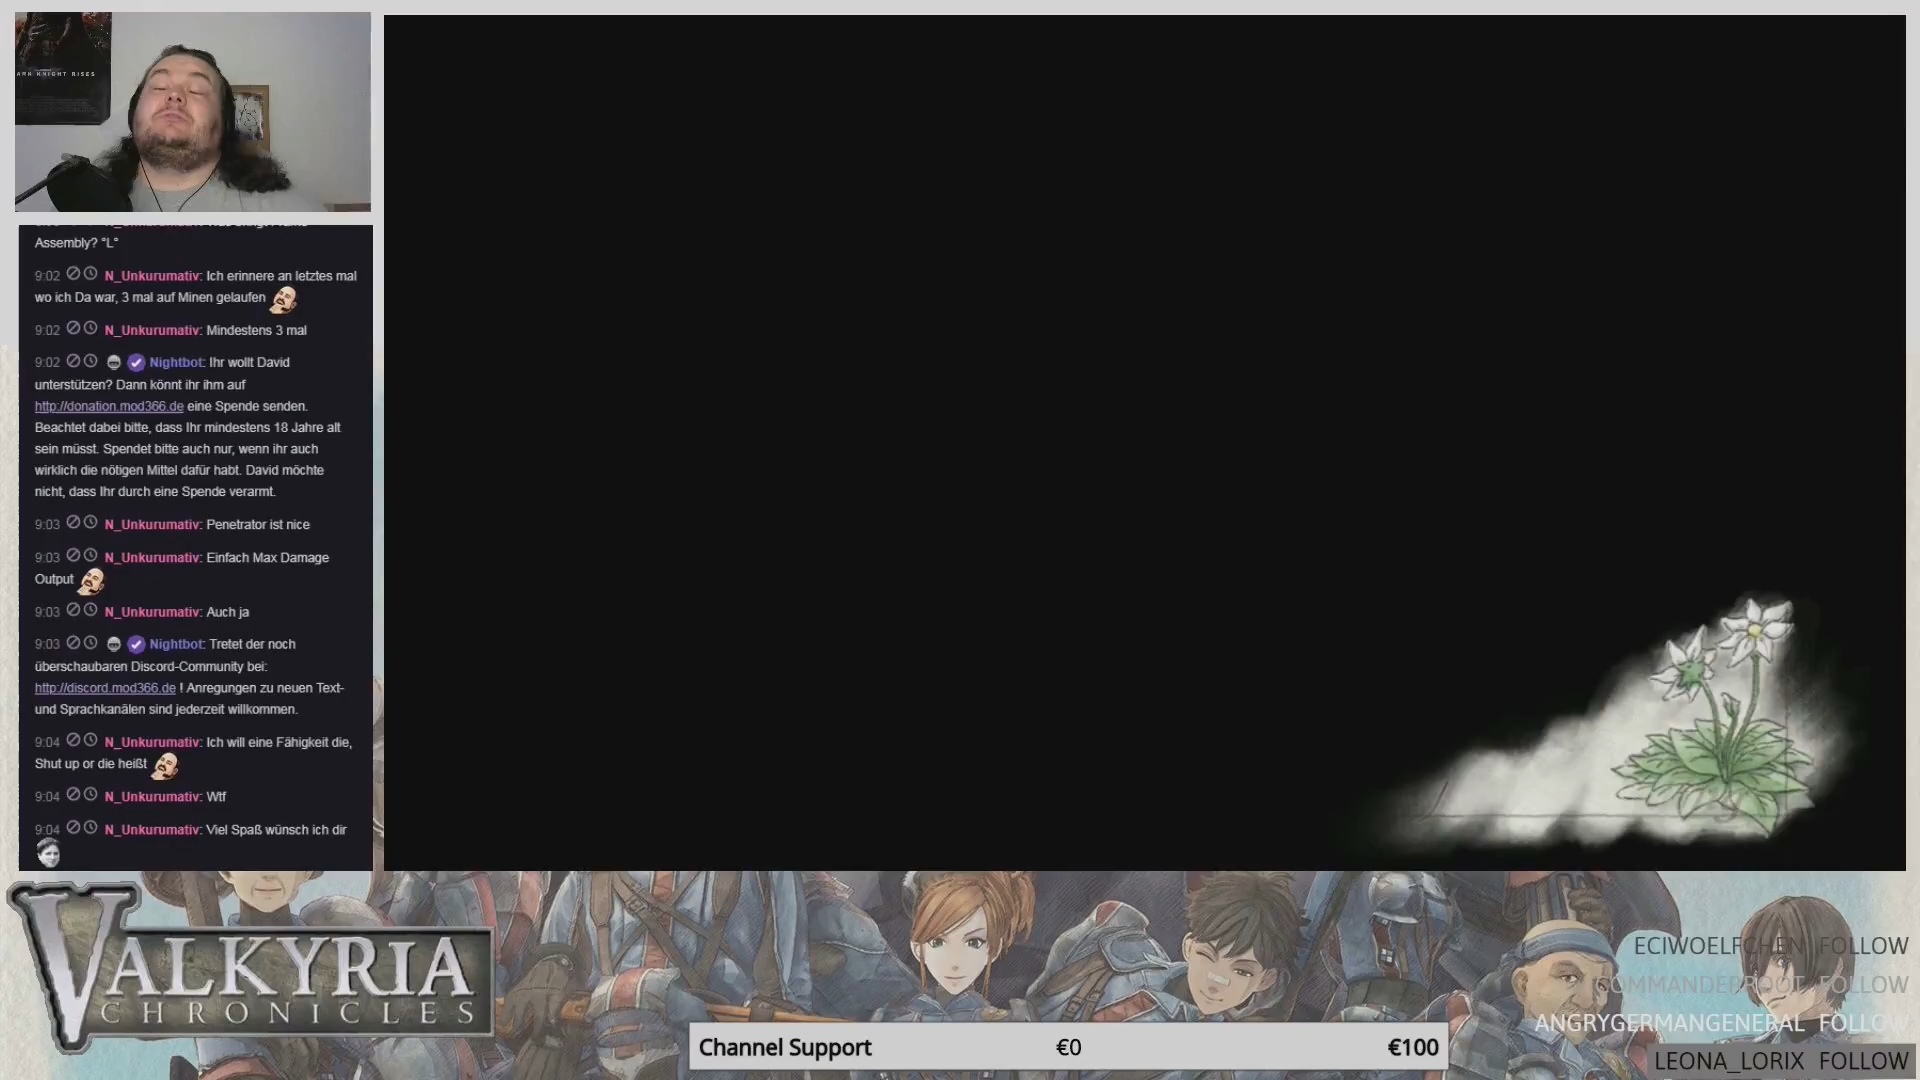 ARK KNIGHT RISES
Assembly? °L°
9:02 N_Unkurumativ: Ich erinnere an letztes mal
wo ich Da war, 3 mal auf Minen gelaufen
9:02 N_Unkurumativ: Mindestens 3 mal
9:02 Nightbot: Ihr wollt David
unterstützen? Dann könnt ihr ihm auf
http://donation.mod366.de eine Spende senden.
Beachtet dabei bitte, dass Ihr mindestens 18 Jahre alt
sein müsst. Spendet bitte auch nur, wenn ihr auch
wirklich die nötigen Mittel dafür habt. David möchte
nicht, dass Ihr durch eine Spende verarmt.
9:03 N_Unkurumativ: Penetrator ist nice
9:03 N_Unkurumativ: Einfach Max Damage
Output
9:03 N_Unkurumativ: Auch ja
9:03 Nightbot: Tretet der noch
überschaubaren Discord-Community bei:
http://discord.mod366.de ! Anregungen zu neuen Text-
und Sprachkanälen sind jederzeit willkommen.
9:04 N_Unkurumativ: Ich will eine Fähigkeit die,
Shut up or die heißt
9:04 N_Unkurumativ: Wtf
9:04 N_Unkurumativ: Viel Spaß wünsch ich dir
VALKYRIA
CHRONICLES
Channel Support €0 €100
ECIWOELFCHEN FOLLOW
COMMANDERROOT FOLLOW
ANGRYGERMANGENERAL FOLLOW
LEONA_LORIX FOLLOW